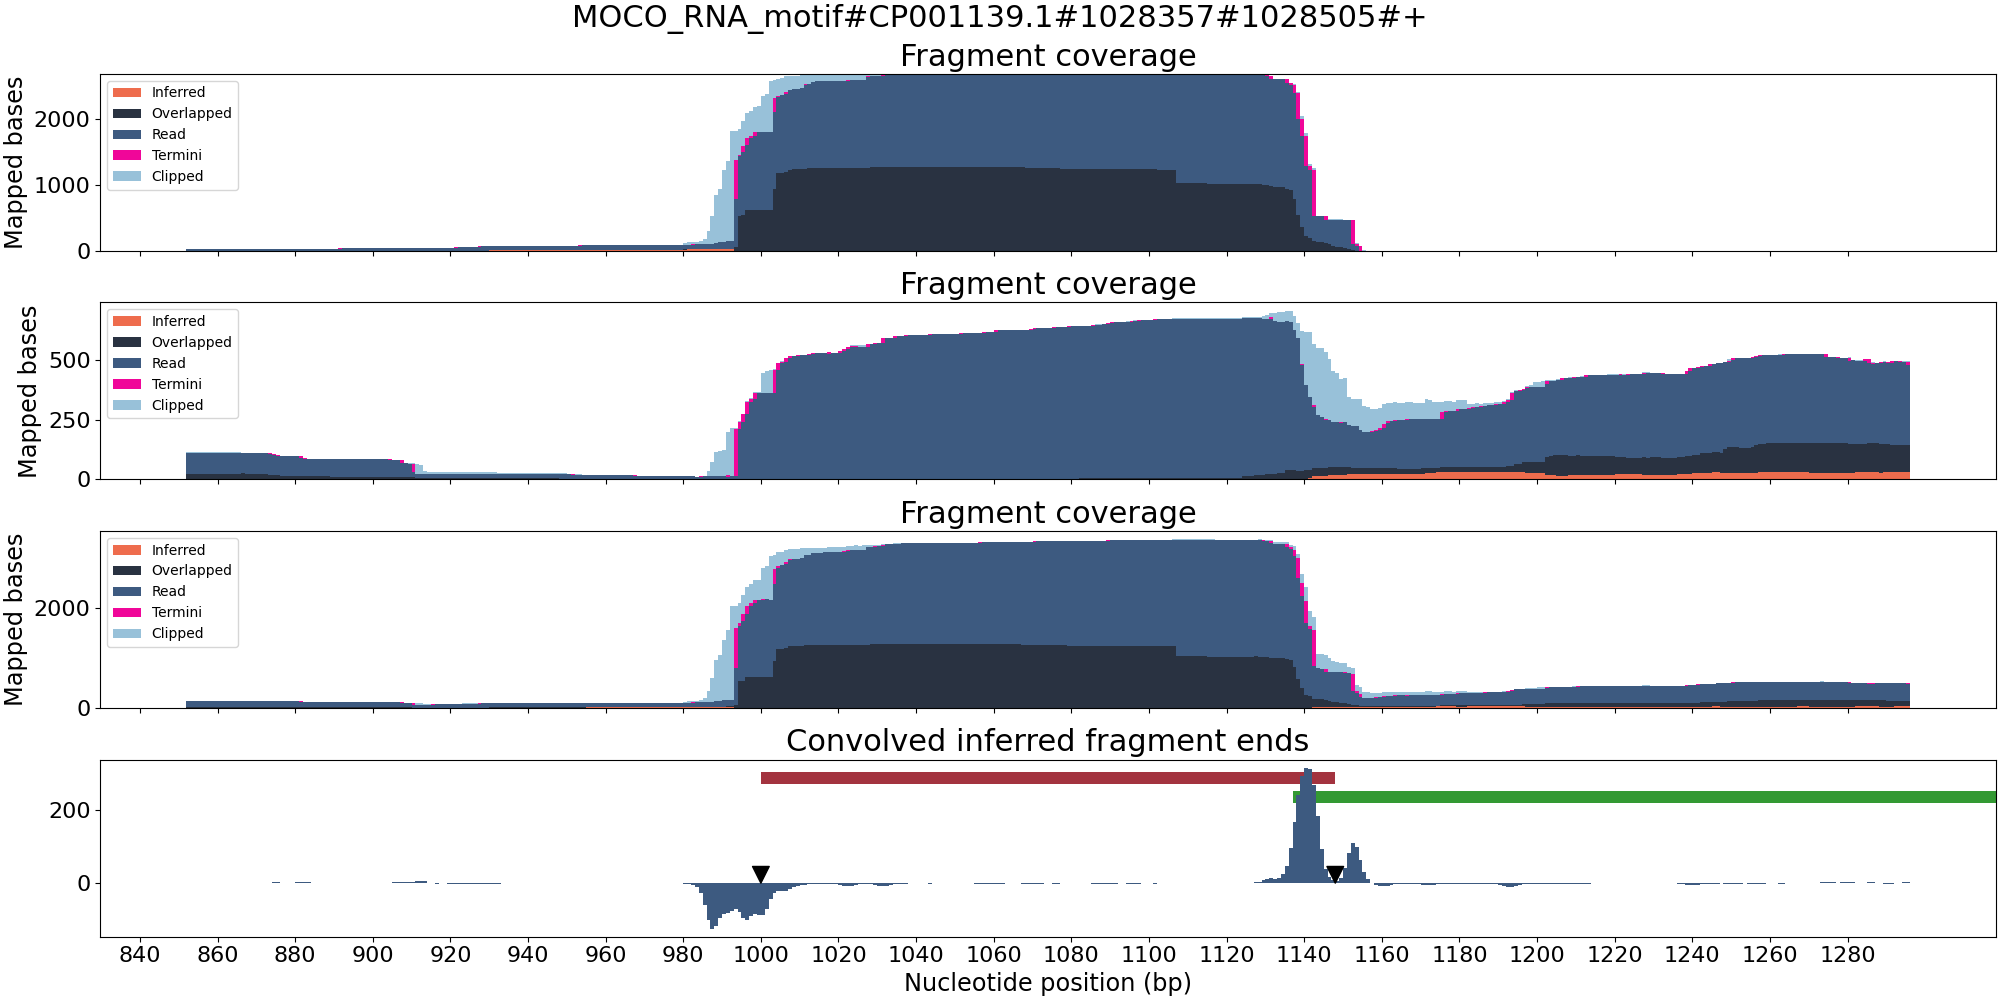 MOCO_RNA_motif#CP001139.1#1028357#1028505#+
Fragment coverage
Mapped bases
2000
1000
0
Inferred
Overlapped
Read
Termini
Clipped
Fragment coverage
Mapped bases
500
250
0
Inferred
Overlapped
Read
Termini
Clipped
Fragment coverage
Mapped bases
2000
0
Inferred
Overlapped
Read
Termini
Clipped
Convolved inferred fragment ends
200
0
840 860 880 900 920 940 960 980 1000 1020 1040 1060 1080 1100 1120 1140 1160 1180 1200 1220 1240 1260 1280
Nucleotide position (bp)